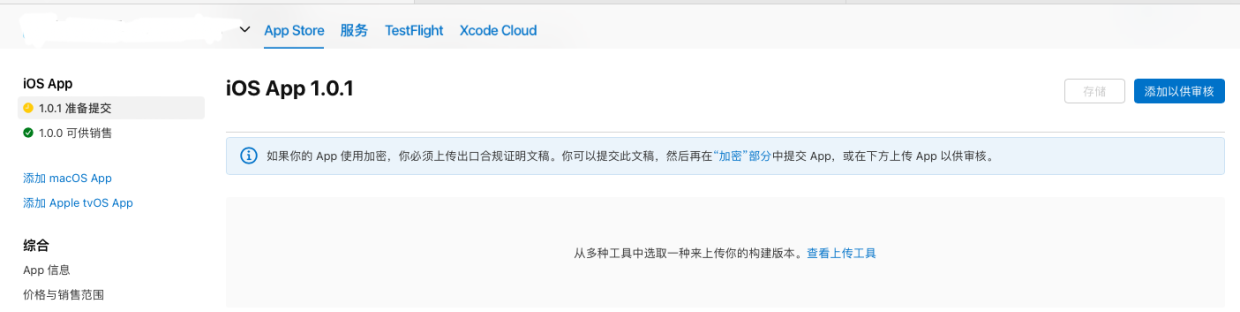 App Store 服务 TestFlight Xcode Cloud
iOS App
1.0.1 准备提交
1.0.0 可供销售
添加 macOS App
添加 Apple tvOS App
综合
App 信息
价格与销售范围
iOS App 1.0.1
存储
添加以供审核
如果你的 App 使用加密，你必须上传出口合规证明文稿。你可以提交此文稿，然后再在“加密”部分中提交 App，或在下方上传 App 以供审核。
从多种工具中选取一种来上传你的构建版本。查看上传工具